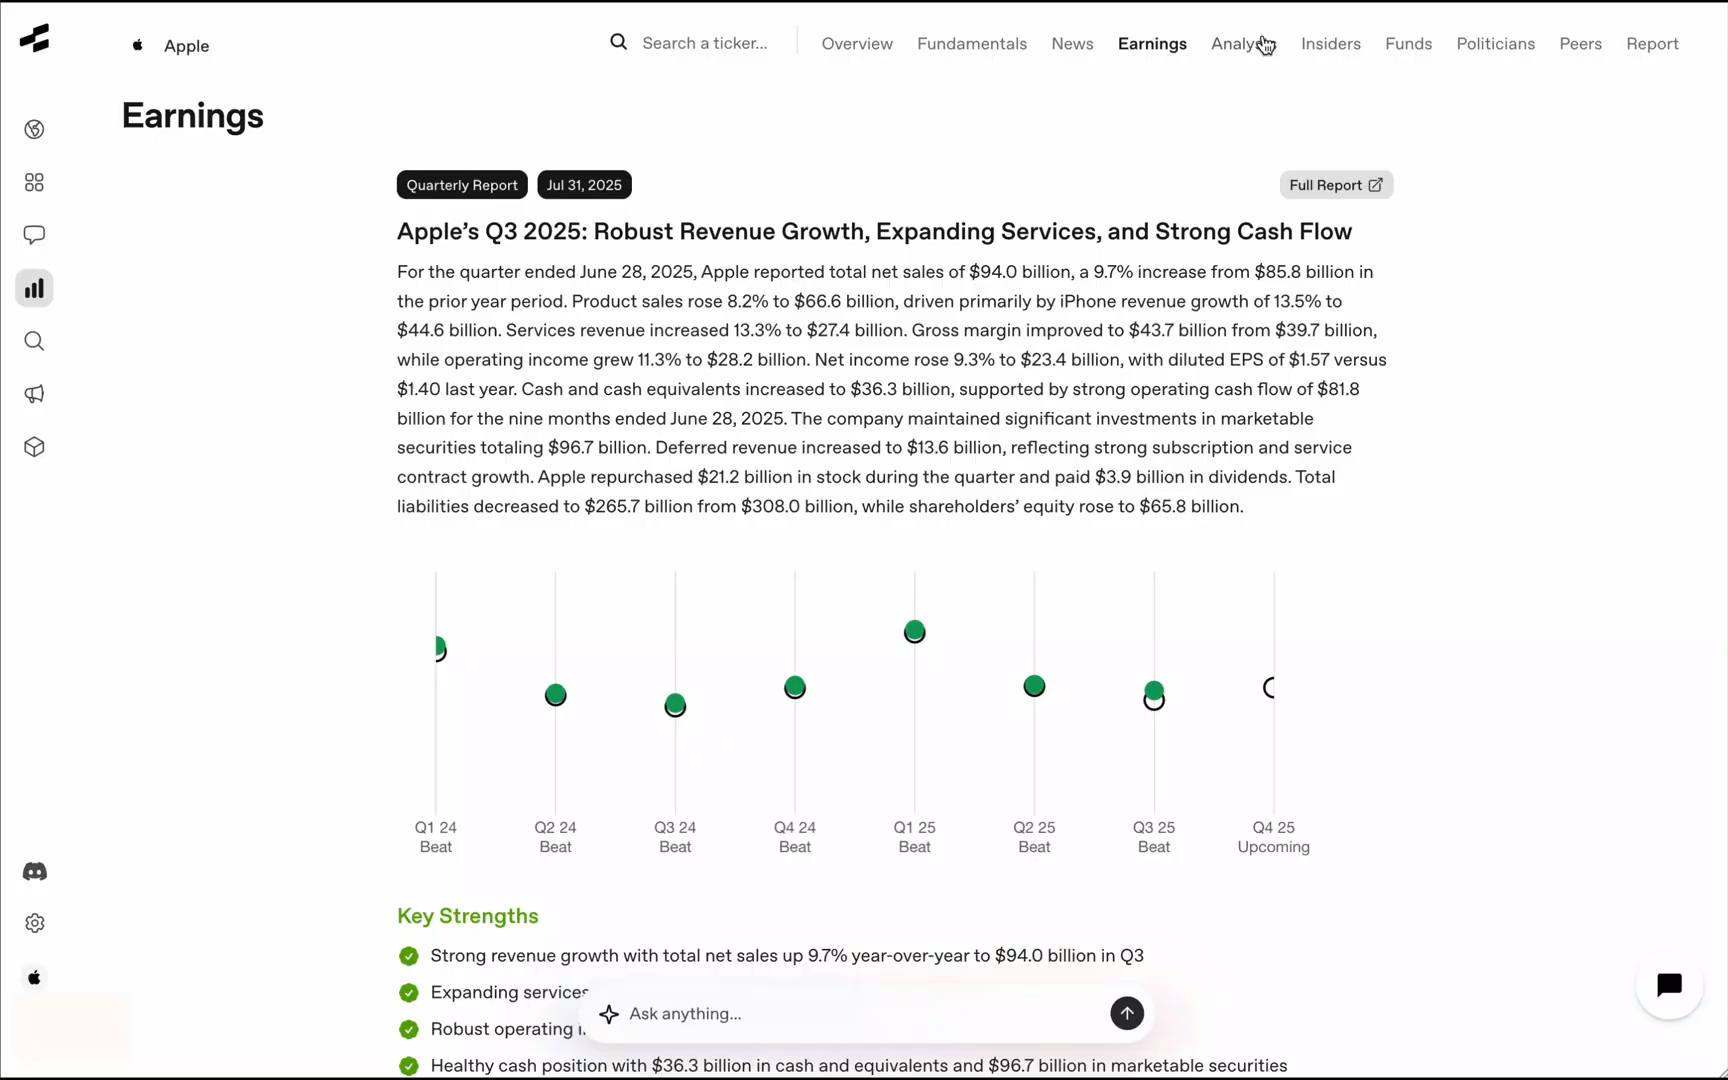 Apple
Search a ticker...
Overview
Fundamentals
News
Earnings
Insiders
Funds
Politicians
Peers
Report
Earnings
Quarterly Report
Jul 31, 2025
Full Report
Apple’s Q3 2025: Robust Revenue Growth, Expanding Services, and Strong Cash Flow
For the quarter ended June 28, 2025, Apple reported total net sales of $94.0 billion, a 9.7% increase from $85.8 billion in
the prior year period. Product sales rose 8.2% to $66.6 billion, driven primarily by iPhone revenue growth of 13.5% to
$44.6 billion. Services revenue increased 13.3% to $27.4 billion. Gross margin improved to $43.7 billion from $39.7 billion,
while operating income grew 11.3% to $28.2 billion. Net income rose 9.3% to $23.4 billion, with diluted EPS of $1.57 versus
$1.40 last year. Cash and cash equivalents increased to $36.3 billion, supported by strong operating cash flow of $81.8
billion for the nine months ended June 28, 2025. The company maintained significant investments in marketable
securities totaling $96.7 billion. Deferred revenue increased to $13.6 billion, reflecting strong subscription and service
contract growth. Apple repurchased $21.2 billion in stock during the quarter and paid $3.9 billion in dividends. Total
liabilities decreased to $265.7 billion from $308.0 billion, while shareholders’ equity rose to $65.8 billion.
Q1 24
Beat
Q2 24
Beat
Q3 24
Beat
Q4 24
Beat
Q1 25
Beat
Q2 25
Beat
Q3 25
Beat
Q4 25
Upcoming
Key Strengths
Strong revenue growth with total net sales up 9.7% year-over-year to $94.0 billion in Q3
Expanding services
Robust operating
Ask anything...
Healthy cash position with $36.3 billion in cash and equivalents and $96.7 billion in marketable securities